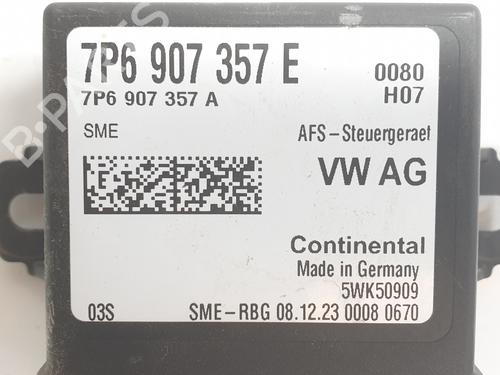 7P6 907 357 E
0080
7P6 907 357 A
H07
SME
AFS-Steuergeraet
VW AG
Continental
Made in Germany
5WK50909
03S
SME-RBG 08.12.23 0008 0670
B-PARTS